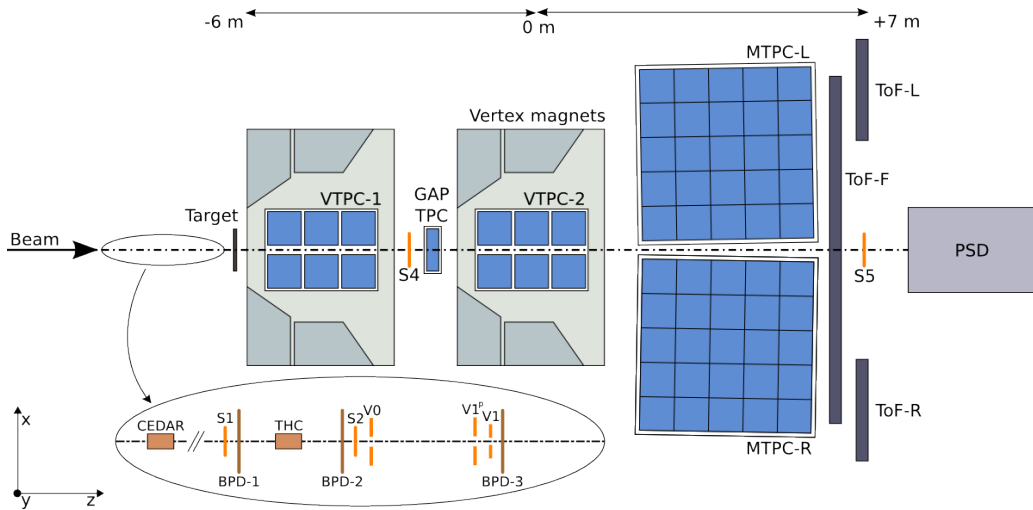 -6 m
0 m
+7 m
MTPC-L
ToF-L
Vertex magnets
ToF-F
VTPC-1
GAP
TPC
VTPC-2
Target
Beam
S4
S5
PSD
x
y
z
CEDAR
S1
BPD-1
THC
BPD-2
S2
V0
V1ᵖ
V1
BPD-3
ToF-R
MTPC-R